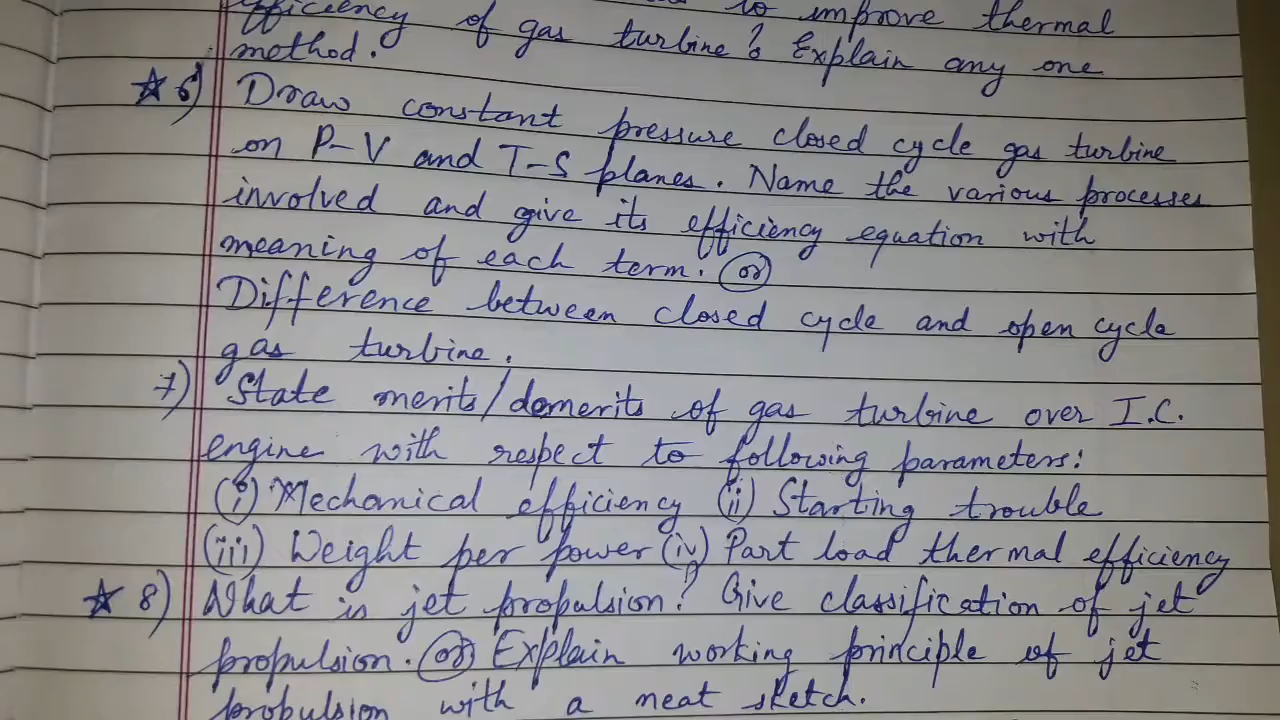 efficiency of gas turbine? Explain any one
to improve thermal
method.
☆ 6) Draw constant pressure closed cycle gas turbine
on P-V and T-S planes. Name the various processes
involved and give its efficiency equation with
meaning of each term. (or)
Difference between closed cycle and open cycle
gas turbine.
7) State merits/demerits of gas turbine over I.C.
engine with respect to following parameters:
(i) Mechanical efficiency (ii) Starting trouble
(iii) Weight per power (iv) Part load thermal efficiency
☆ 8) What is jet propulsion? Give classification of jet
propulsion. (or) Explain working principle of jet
propulsion with a neat sketch.